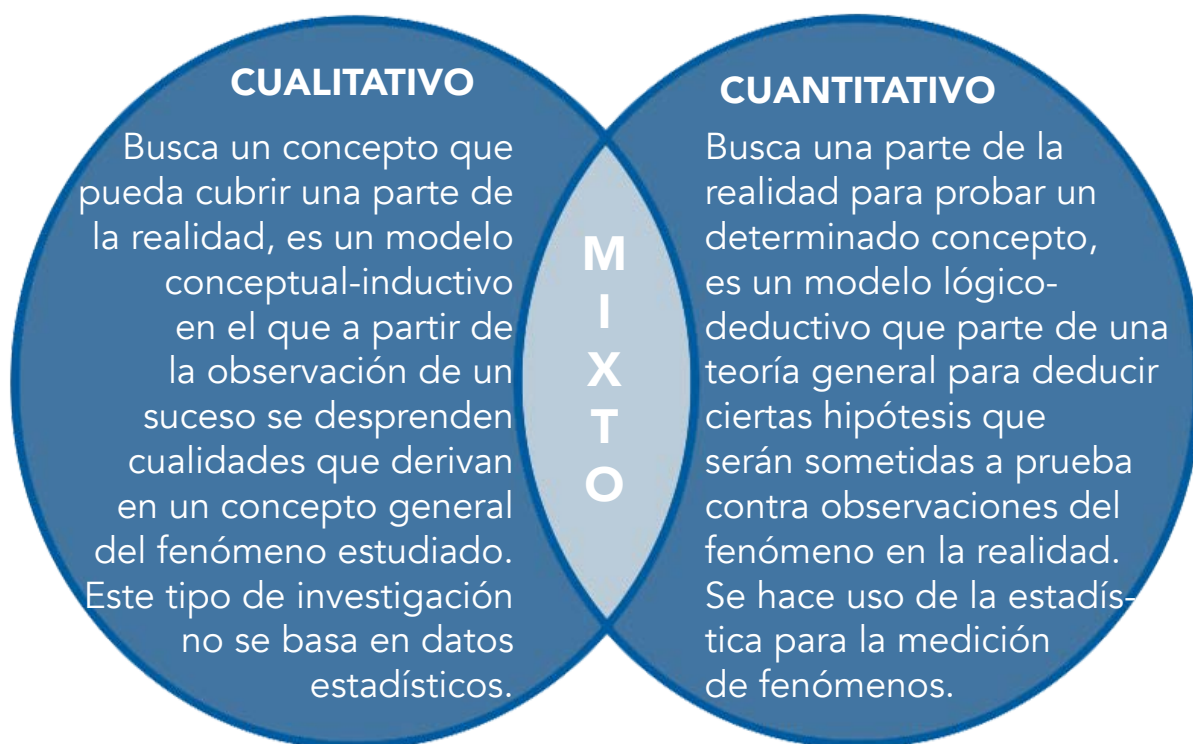 CUALITATIVO
Busca un concepto que
pueda cubrir una parte de
la realidad, es un modelo
conceptual-inductivo
en el que a partir de
la observación de un
suceso se desprenden
cualidades que derivan
en un concepto general
del fenómeno estudiado.
Este tipo de investigación
no se basa en datos
estadísticos.
M
I
X
T
O
CUANTITATIVO
Busca una parte de la
realidad para probar un
determinado concepto,
es un modelo lógico-
deductivo que parte de una
teoría general para deducir
ciertas hipótesis que
serán sometidas a prueba
contra observaciones del
fenómeno en la realidad.
Se hace uso de la estadís-
tica para la medición
de fenómenos.